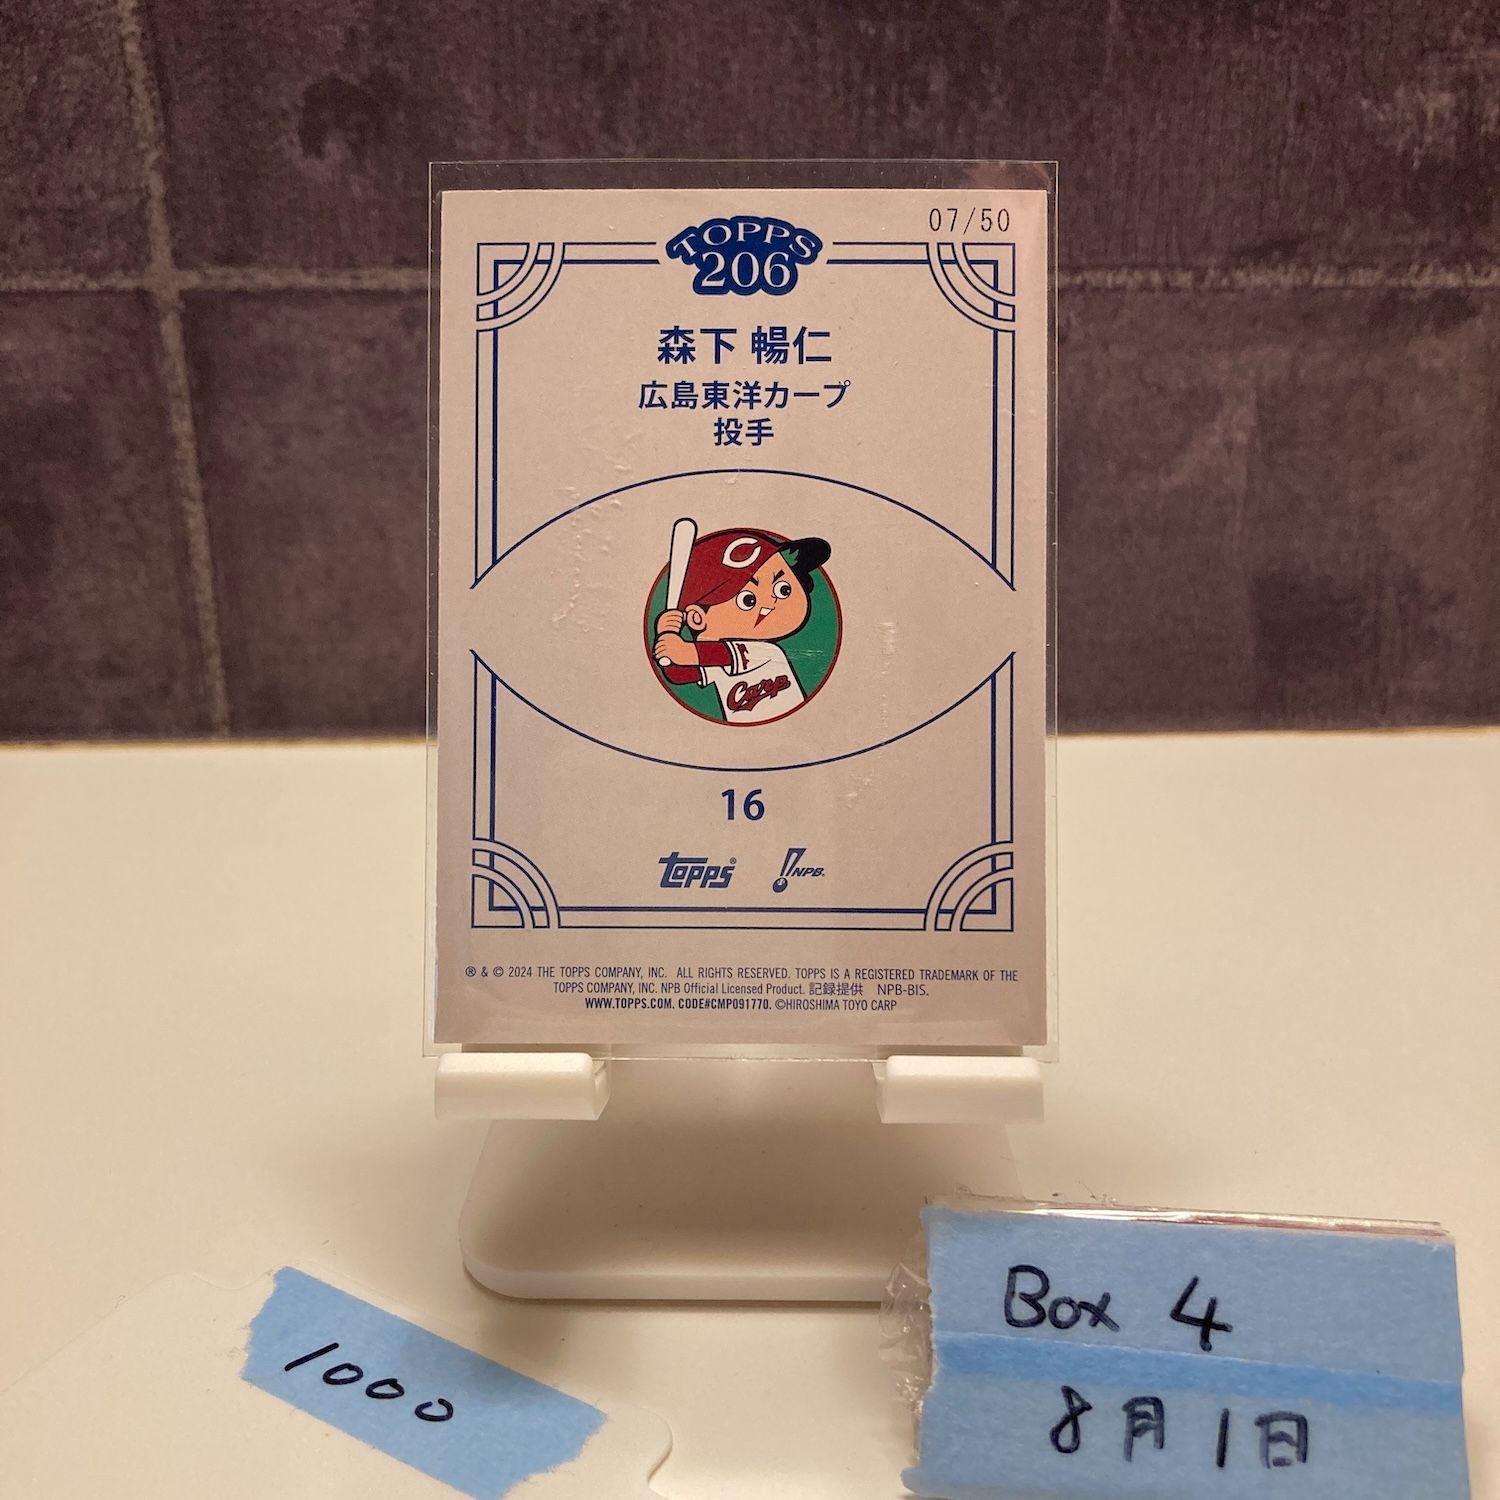 07/50
TOPPS
206
森下 暢仁
広島東洋カープ
投手
C
Carp
16
topps®
NPB®
® & © 2024 THE TOPPS COMPANY, INC. ALL RIGHTS RESERVED. TOPPS IS A REGISTERED TRADEMARK OF THE
TOPPS COMPANY, INC. NPB Official Licensed Product. 記録提供 NPB-BIS.
WWW.TOPPS.COM. CODE#CMP091770. ©HIROSHIMA TOYO CARP
1000
Box 4
8月1日